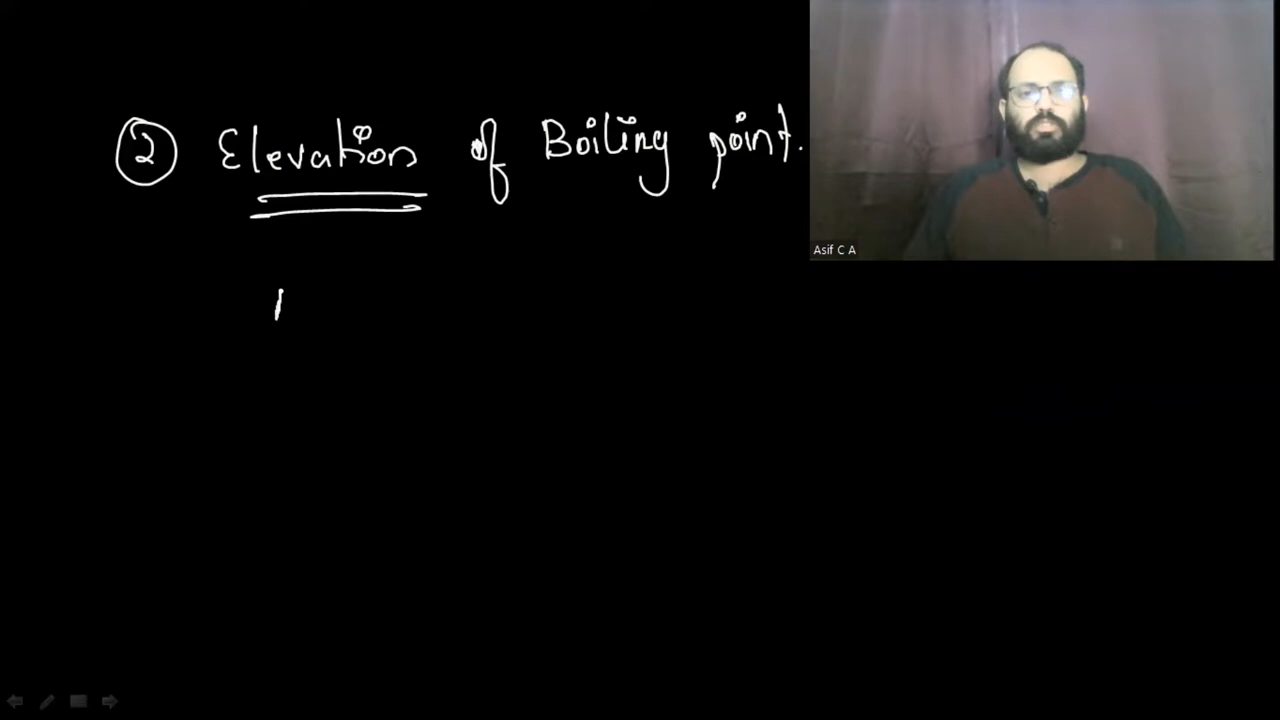 ② Elevation of Boiling point.
Asif C A